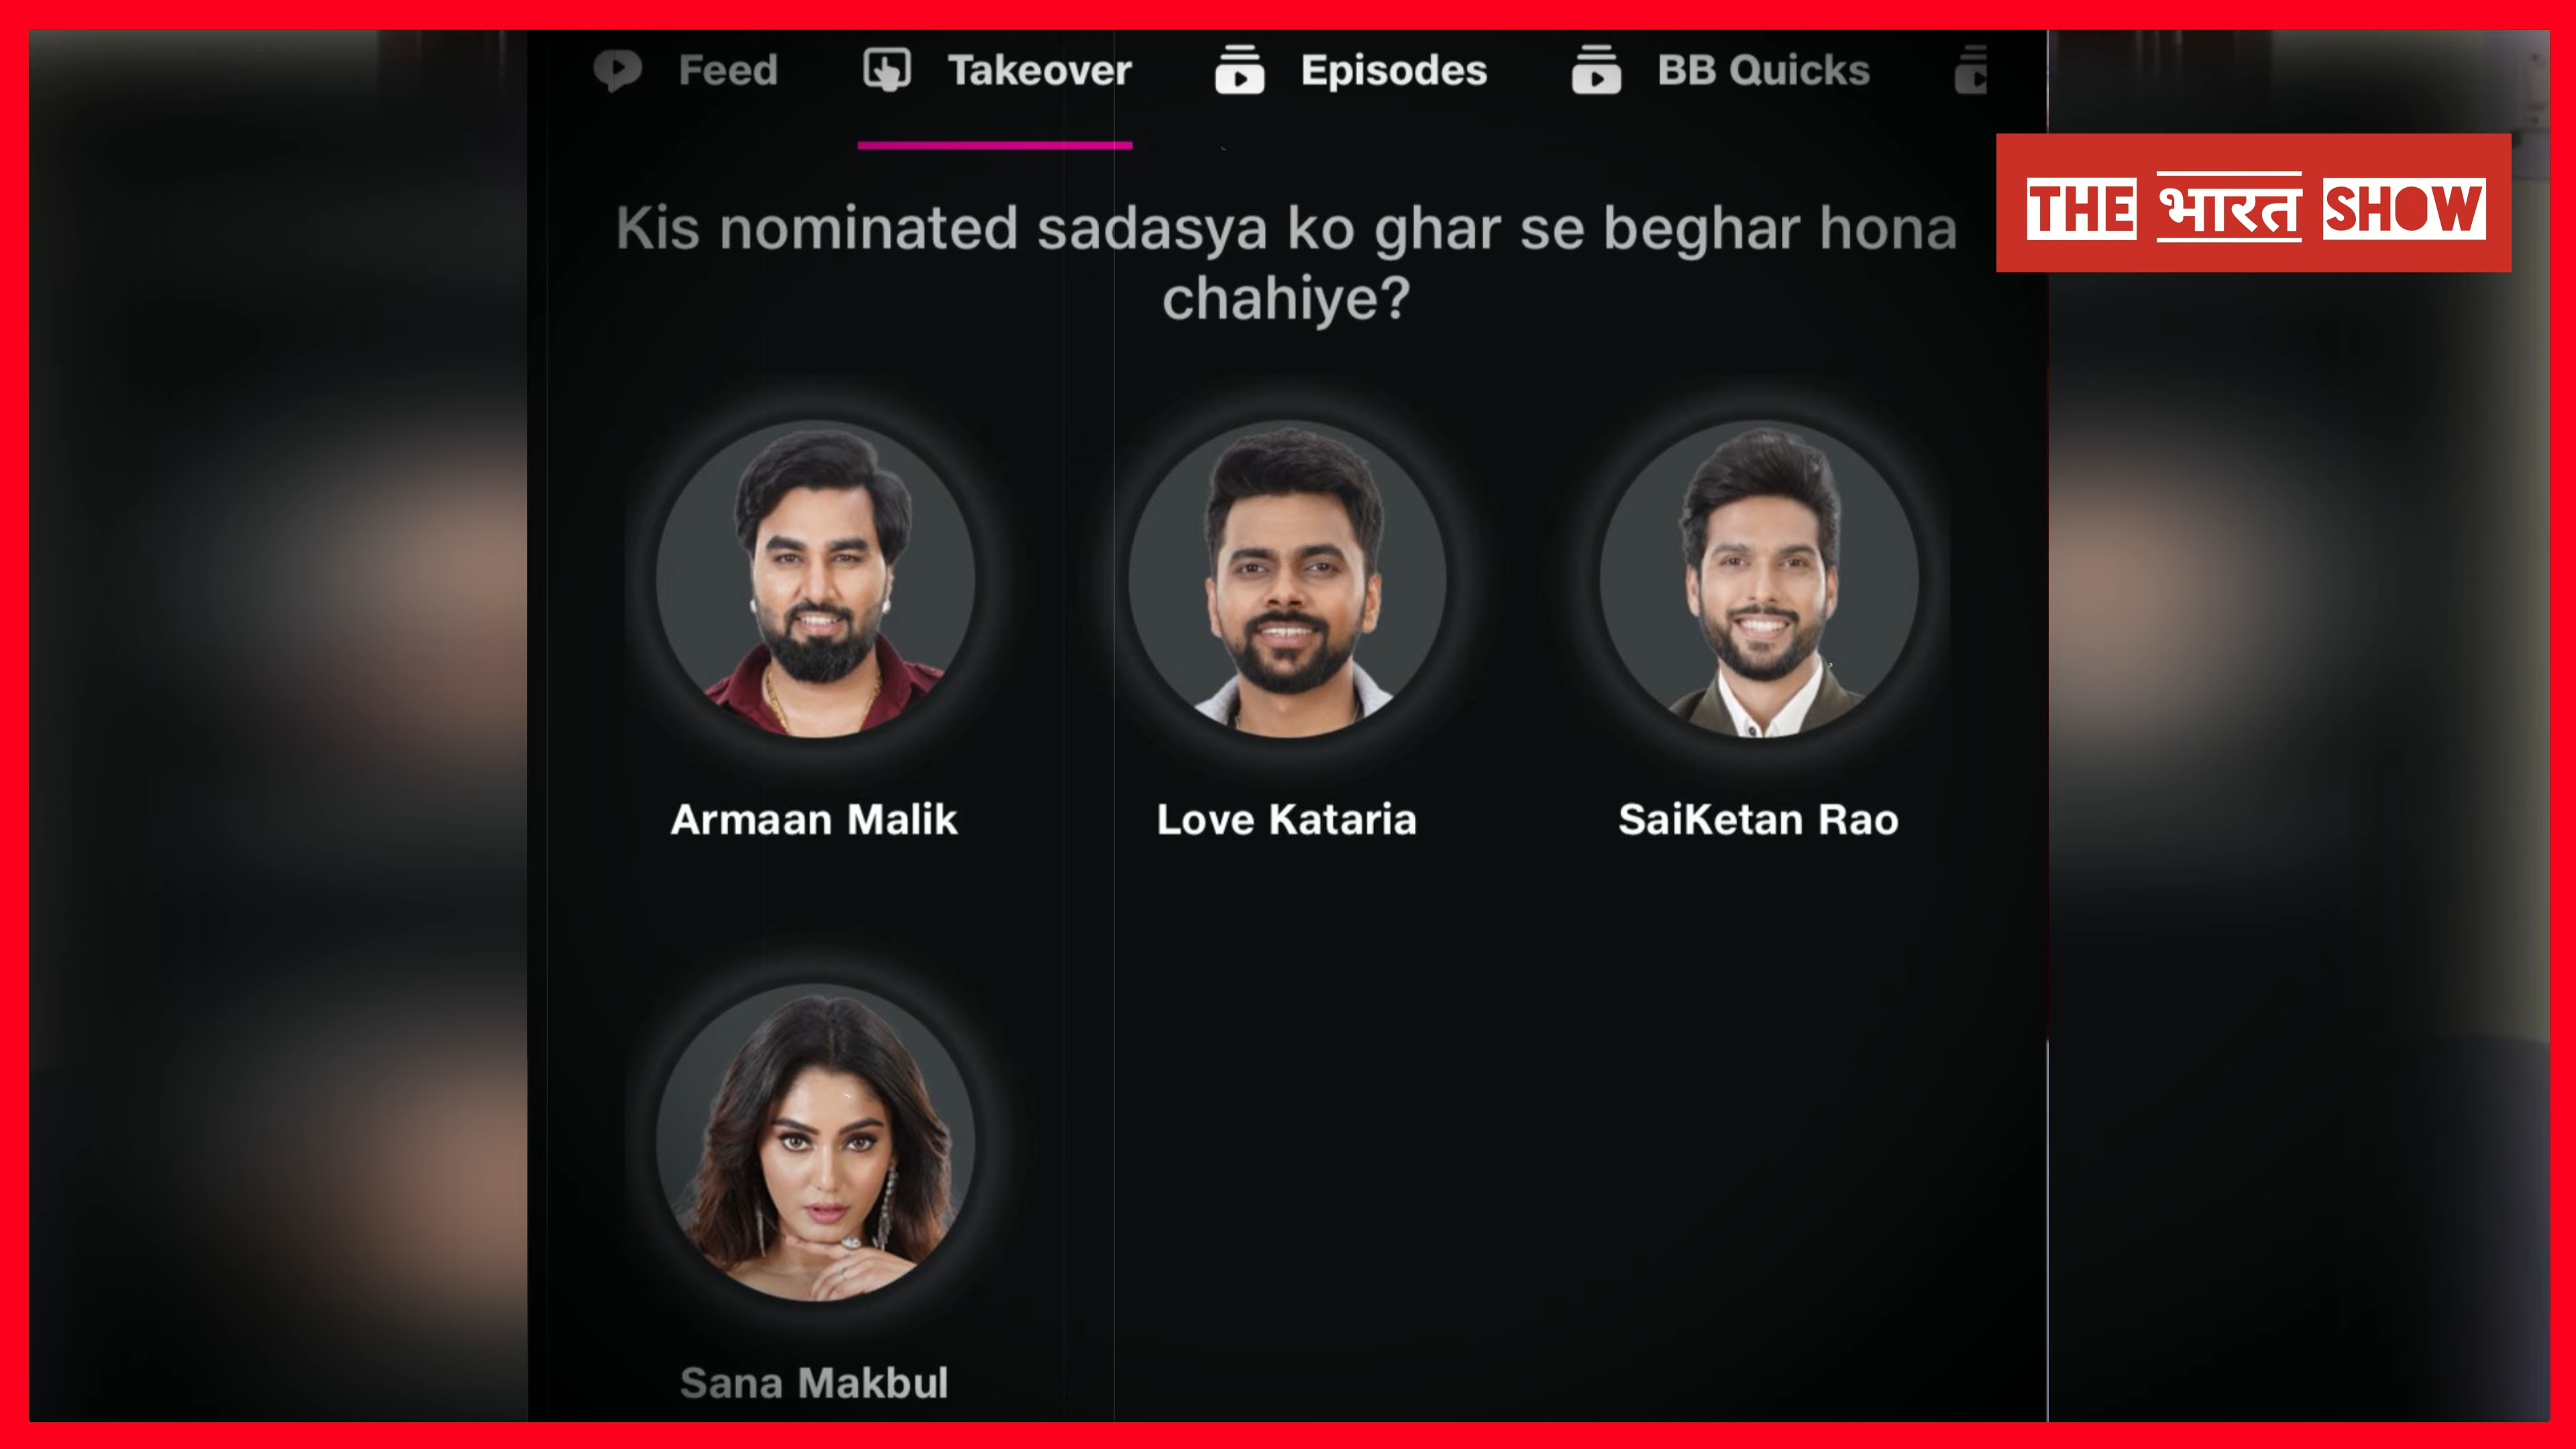 Feed Takeover Episodes BB Quicks
THE भारत SHOW
Kis nominated sadasya ko ghar se beghar hona
chahiye?
Armaan Malik Love Kataria SaiKetan Rao
Sana Makbul